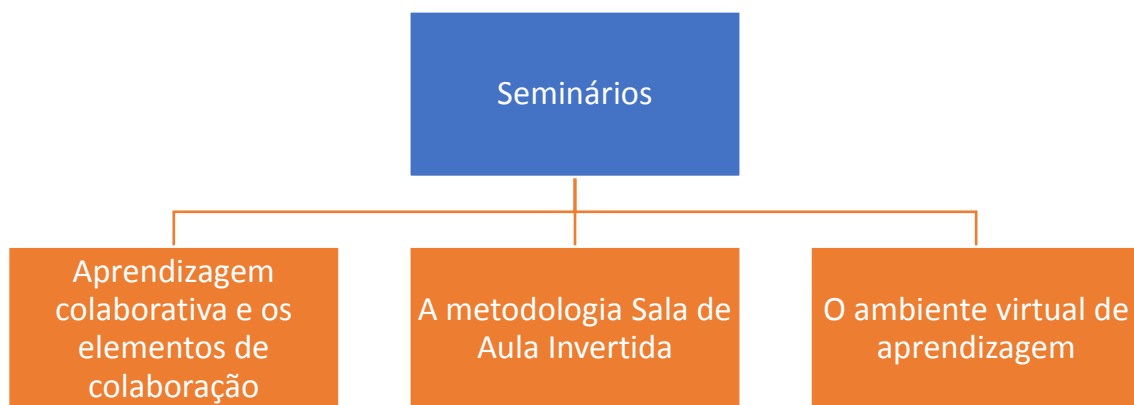 Seminários
Aprendizagem
colaborativa e os
elementos de
colaboração
A metodologia Sala de
Aula Invertida
O ambiente virtual de
aprendizagem